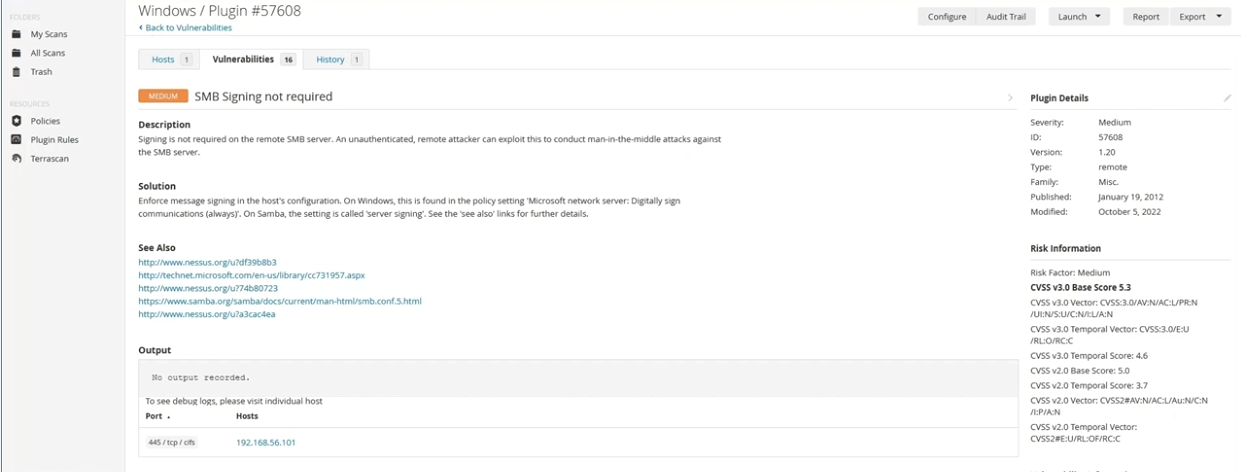 Windows / Plugin #57608
‹ Back to Vulnerabilities
Configure
Audit Trail
Launch
Report
Export
FOLDERS
My Scans
All Scans
Trash
RESOURCES
Policies
Plugin Rules
Terrascan
Hosts 1
Vulnerabilities 16
History 1
MEDIUM SMB Signing not required
Description
Signing is not required on the remote SMB server. An unauthenticated, remote attacker can exploit this to conduct man-in-the-middle attacks against
the SMB server.
Solution
Enforce message signing in the host's configuration. On Windows, this is found in the policy setting 'Microsoft network server: Digitally sign
communications (always)'. On Samba, the setting is called 'server signing'. See the 'see also' links for further details.
See Also
http://www.nessus.org/u?df39b8b3
http://technet.microsoft.com/en-us/library/cc731957.aspx
http://www.nessus.org/u?74b80723
https://www.samba.org/samba/docs/current/man-html/smb.conf.5.html
http://www.nessus.org/u?a3cac4ea
Output
No output recorded.
To see debug logs, please visit individual host
Port Hosts
445 / tcp / cifs 192.168.56.101
Plugin Details
Severity: Medium
ID: 57608
Version: 1.20
Type: remote
Family: Misc.
Published: January 19, 2012
Modified: October 5, 2022
Risk Information
Risk Factor: Medium
CVSS v3.0 Base Score 5.3
CVSS v3.0 Vector: CVSS:3.0/AV:N/AC:L/PR:N
/UI:N/S:U/C:N/I:L/A:N
CVSS v3.0 Temporal Vector: CVSS:3.0/E:U
/RL:O/RC:C
CVSS v3.0 Temporal Score: 4.6
CVSS v2.0 Base Score: 5.0
CVSS v2.0 Temporal Score: 3.7
CVSS v2.0 Vector: CVSS2#AV:N/AC:L/Au:N/C:N
/I:P/A:N
CVSS v2.0 Temporal Vector:
CVSS2#E:U/RL:OF/RC:C